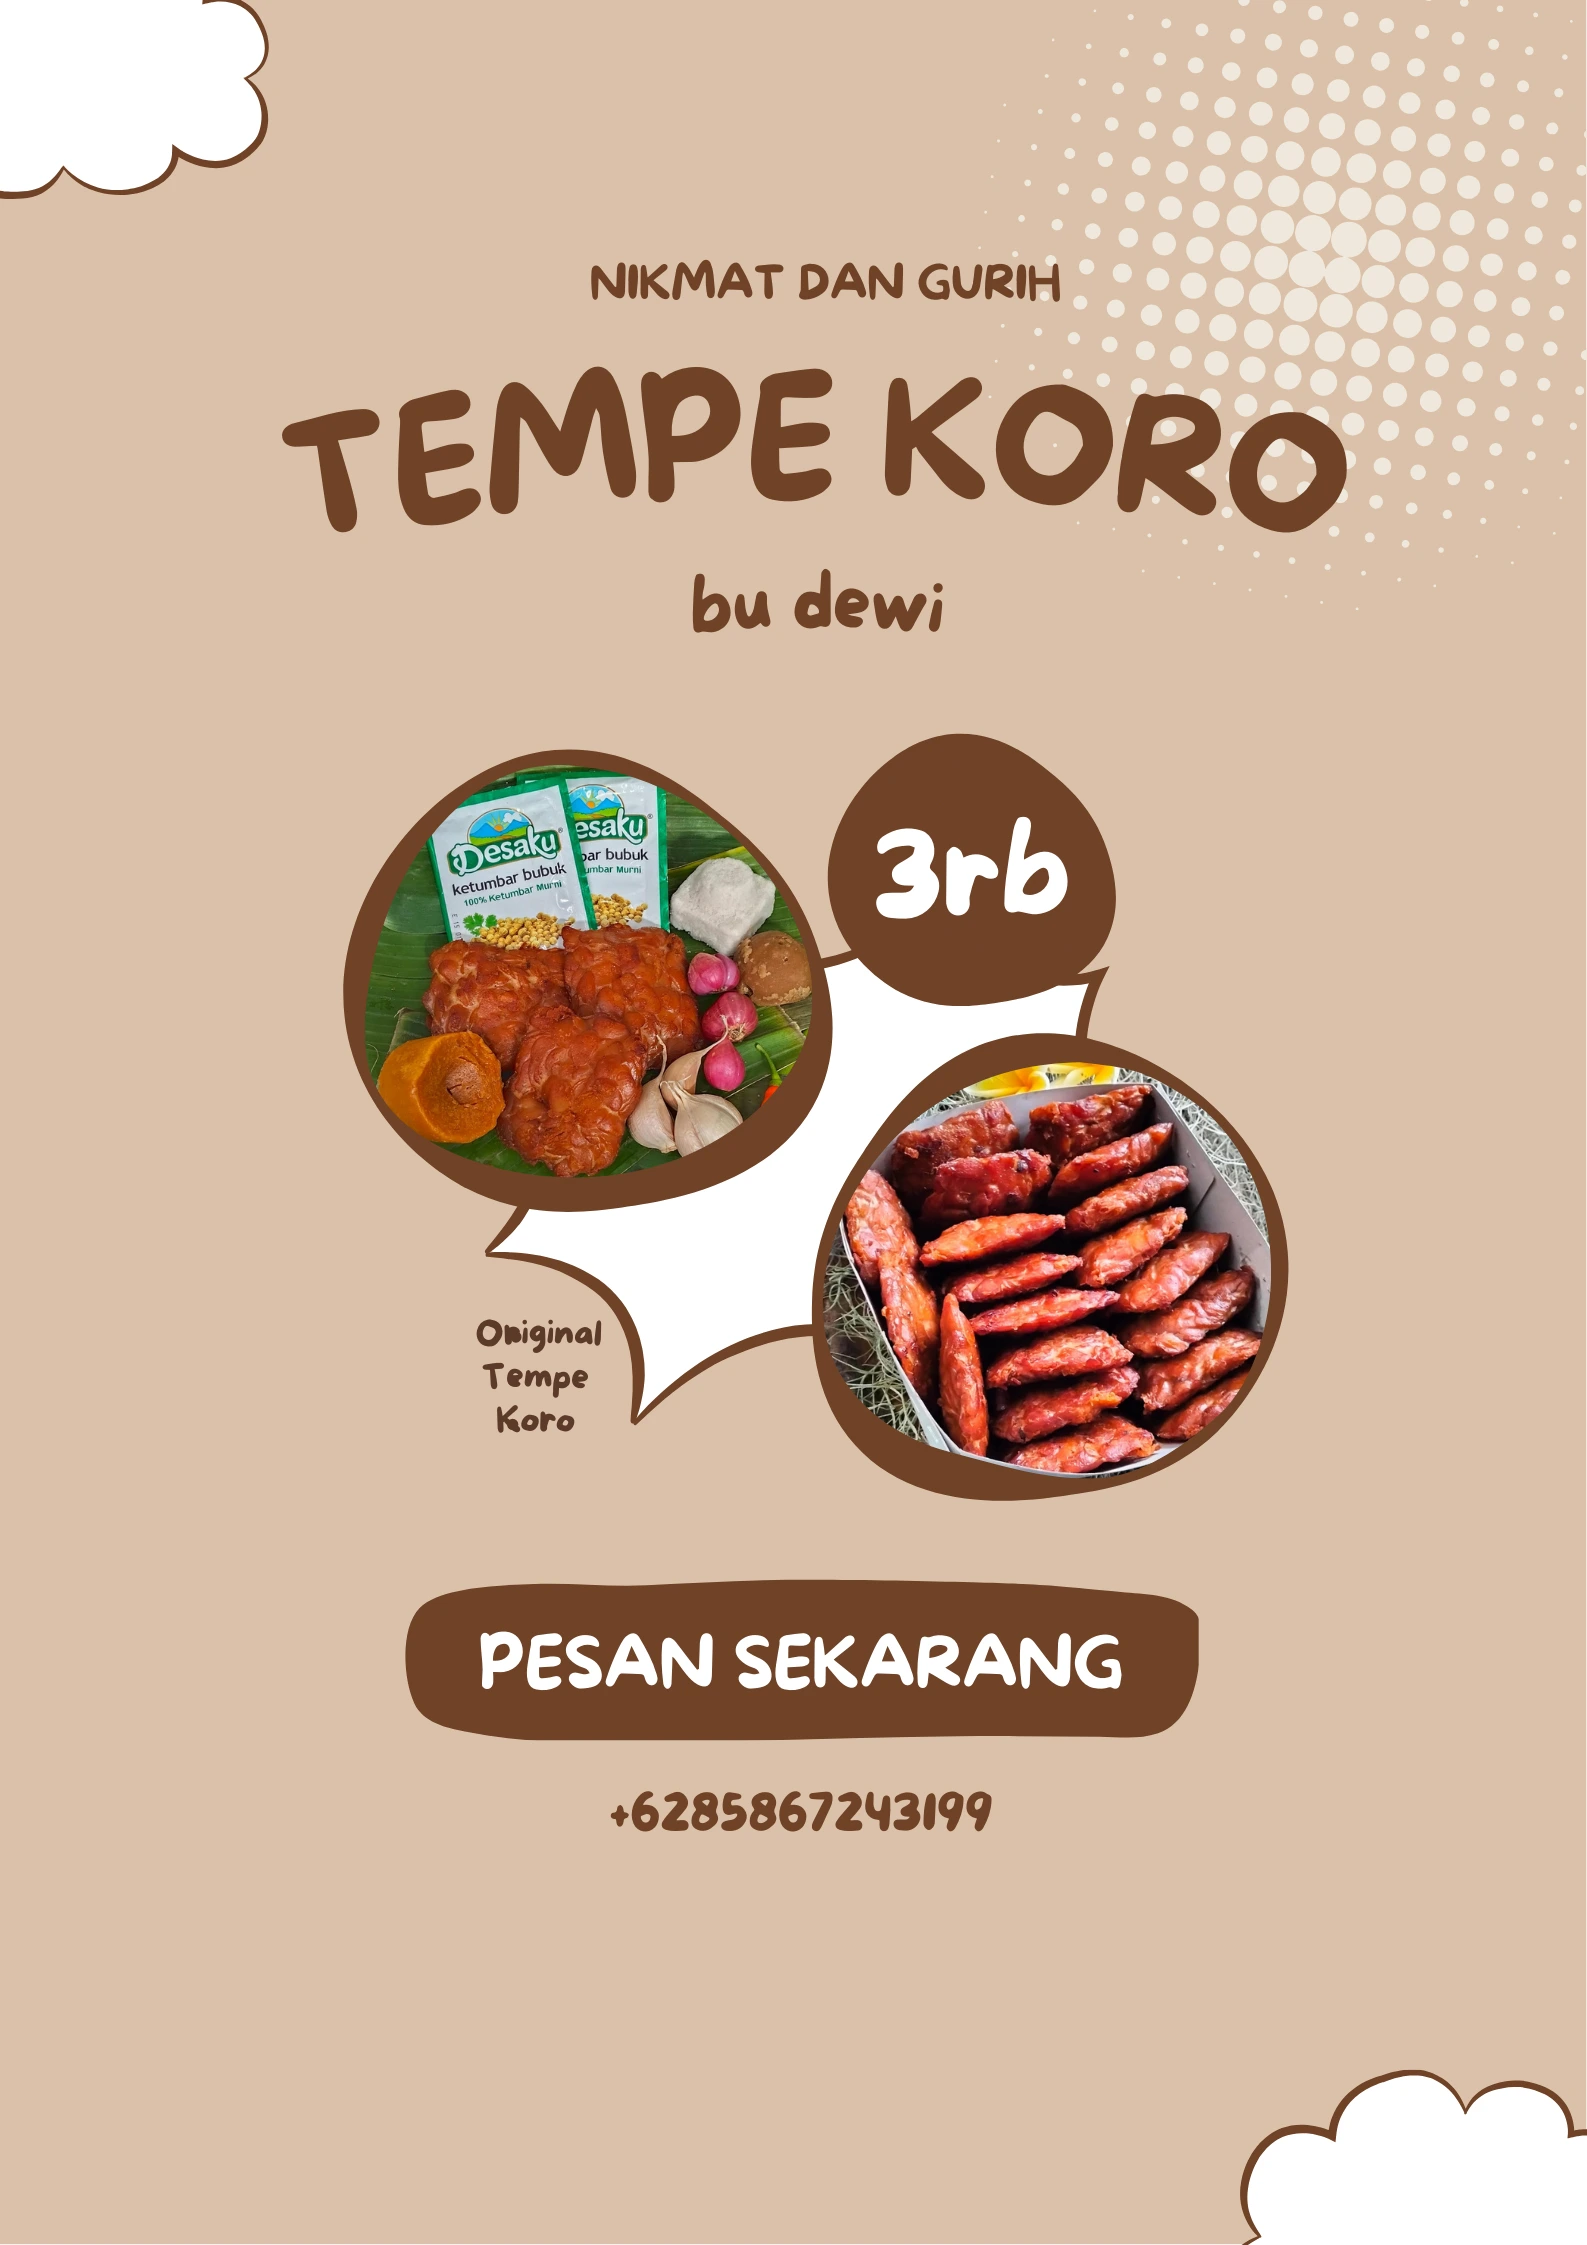 NIKMAT DAN GURIH
TEMPE KORO
bu dewi
3rb
Desaku
ketumbar bubuk
100% Ketumbar Murni
esaku
bar bubuk
umbar Murni
Original
Tempe
Koro
PESAN SEKARANG
+6285867243199